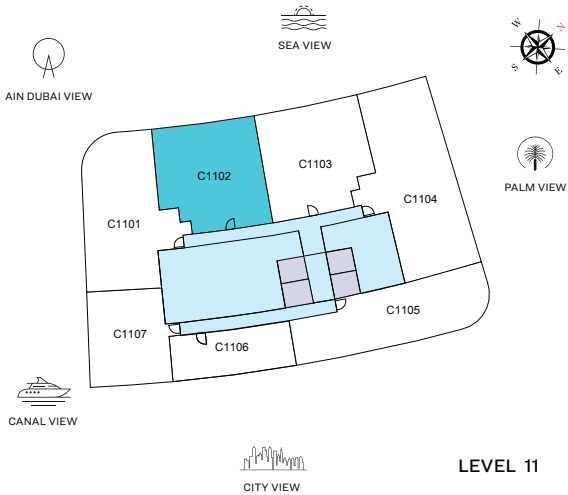 SEA VIEW
W
N
S
E
AIN DUBAI VIEW
PALM VIEW
C1102
C1103
C1104
C1101
C1105
C1107
C1106
CANAL VIEW
CITY VIEW
LEVEL 11